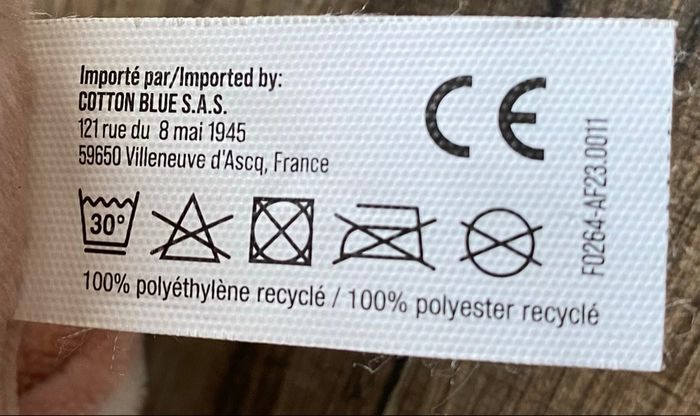 Importé par/Imported by:
COTTON BLUE S.A.S.
121 rue du 8 mai 1945
59650 Villeneuve d'Ascq, France
CE
F0264-AF23.0011
30°
100% polyéthylène recyclé / 100% polyester recyclé